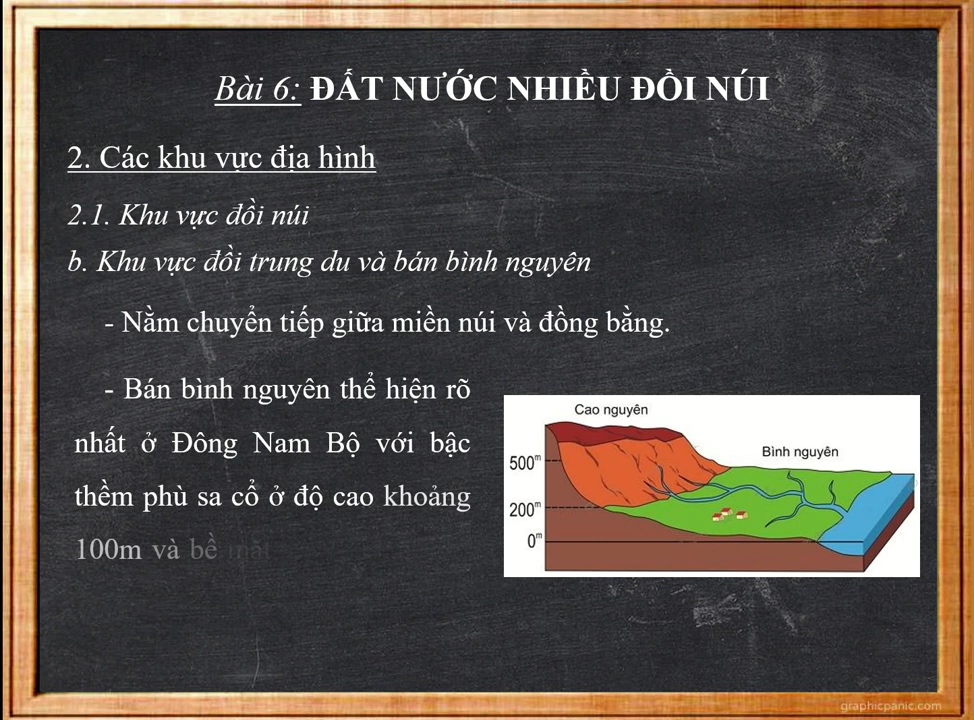 Bài 6: ĐẤT NƯỚC NHIỀU ĐỒI NÚI
2. Các khu vực địa hình
2.1. Khu vực đồi núi
b. Khu vực đồi trung du và bán bình nguyên
- Nằm chuyển tiếp giữa miền núi và đồng bằng.
- Bán bình nguyên thể hiện rõ
nhất ở Đông Nam Bộ với bậc
thềm phù sa cổ ở độ cao khoảng
100m và bề
Cao nguyên
Bình nguyên
500m
200m
0m
graphicpanic.com